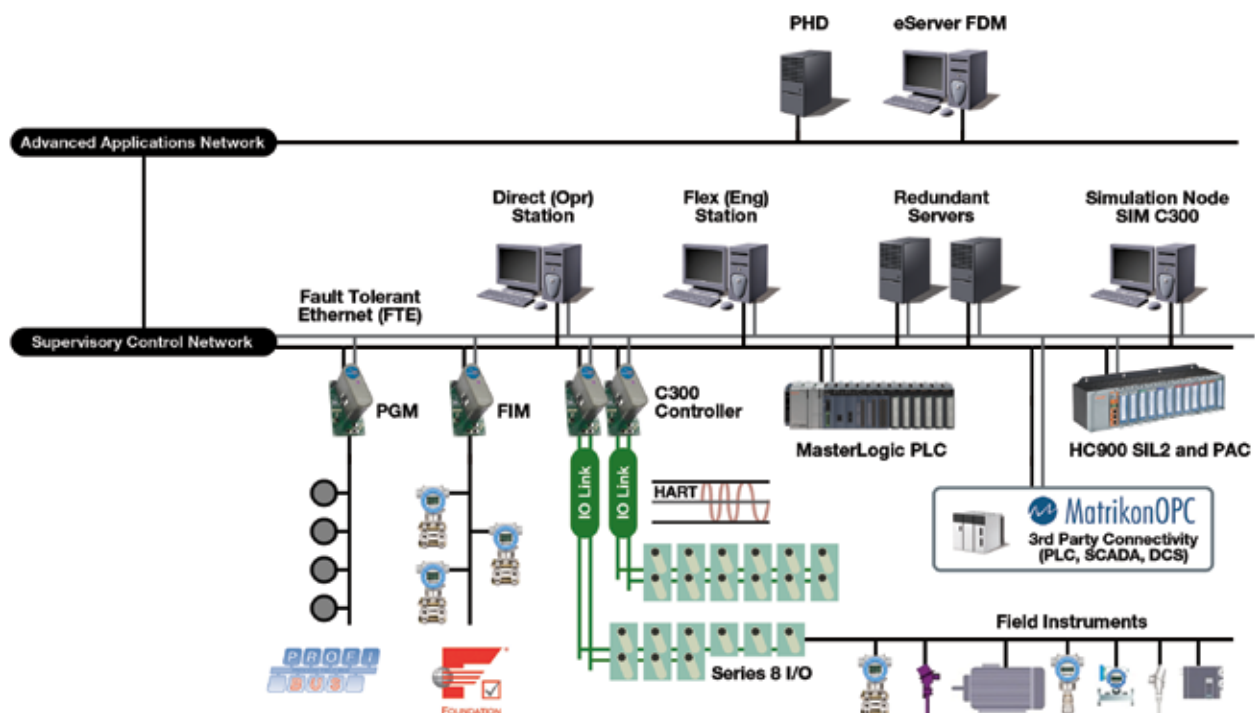 PHD
eServer FDM
Advanced Applications Network
Direct (Opr)
Station
Flex (Eng)
Station
Redundant
Servers
Simulation Node
SIM C300
Fault Tolerant
Ethernet (FTE)
Supervisory Control Network
PGM
FIM
C300
Controller
MasterLogic PLC
HC900 SIL2 and PAC
IO Link
IO Link
HART
MatrikonOPC
3rd Party Connectivity
(PLC, SCADA, DCS)
Field Instruments
Series 8 I/O
PROFI
BUS
FOUNDATION